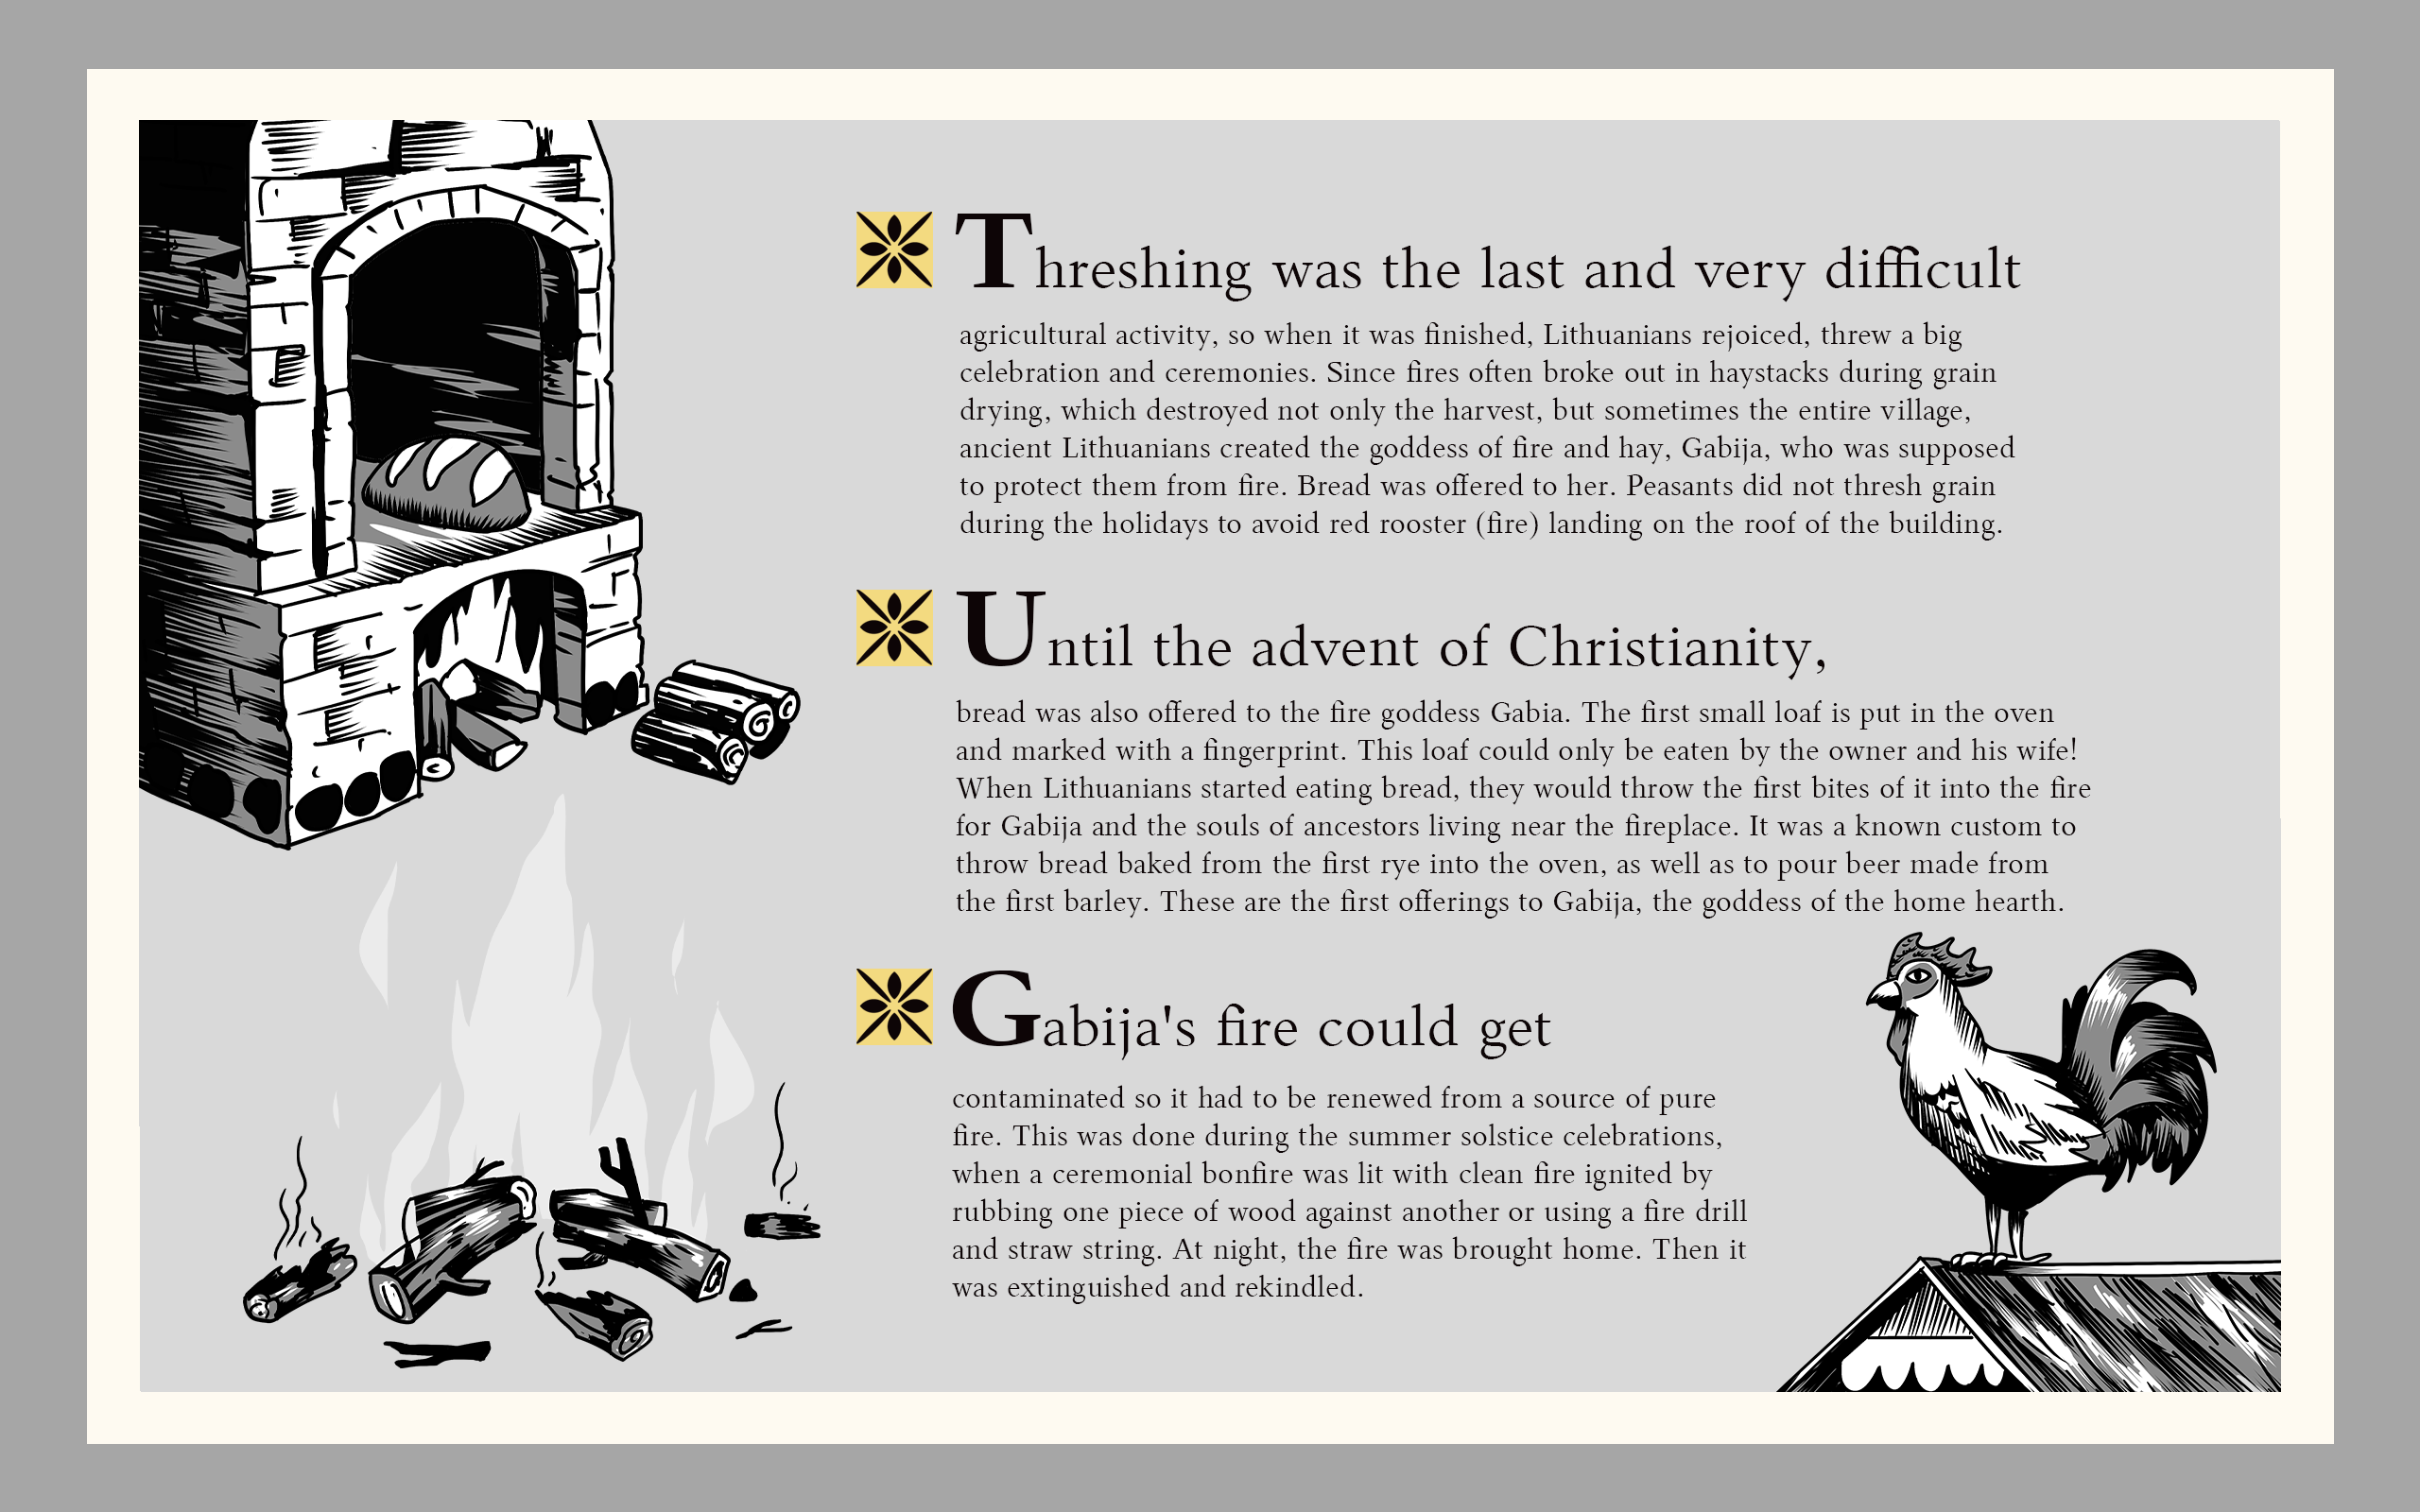 Threshing was the last and very difficult
agricultural activity, so when it was finished, Lithuanians rejoiced, threw a big
celebration and ceremonies. Since fires often broke out in haystacks during grain
drying, which destroyed not only the harvest, but sometimes the entire village,
ancient Lithuanians created the goddess of fire and hay, Gabija, who was supposed
to protect them from fire. Bread was offered to her. Peasants did not thresh grain
during the holidays to avoid red rooster (fire) landing on the roof of the building.
Until the advent of Christianity,
bread was also offered to the fire goddess Gabia. The first small loaf is put in the oven
and marked with a fingerprint. This loaf could only be eaten by the owner and his wife!
When Lithuanians started eating bread, they would throw the first bites of it into the fire
for Gabija and the souls of ancestors living near the fireplace. It was a known custom to
throw bread baked from the first rye into the oven, as well as to pour beer made from
the first barley. These are the first offerings to Gabija, the goddess of the home hearth.
Gabija's fire could get
contaminated so it had to be renewed from a source of pure
fire. This was done during the summer solstice celebrations,
when a ceremonial bonfire was lit with clean fire ignited by
rubbing one piece of wood against another or using a fire drill
and straw string. At night, the fire was brought home. Then it
was extinguished and rekindled.